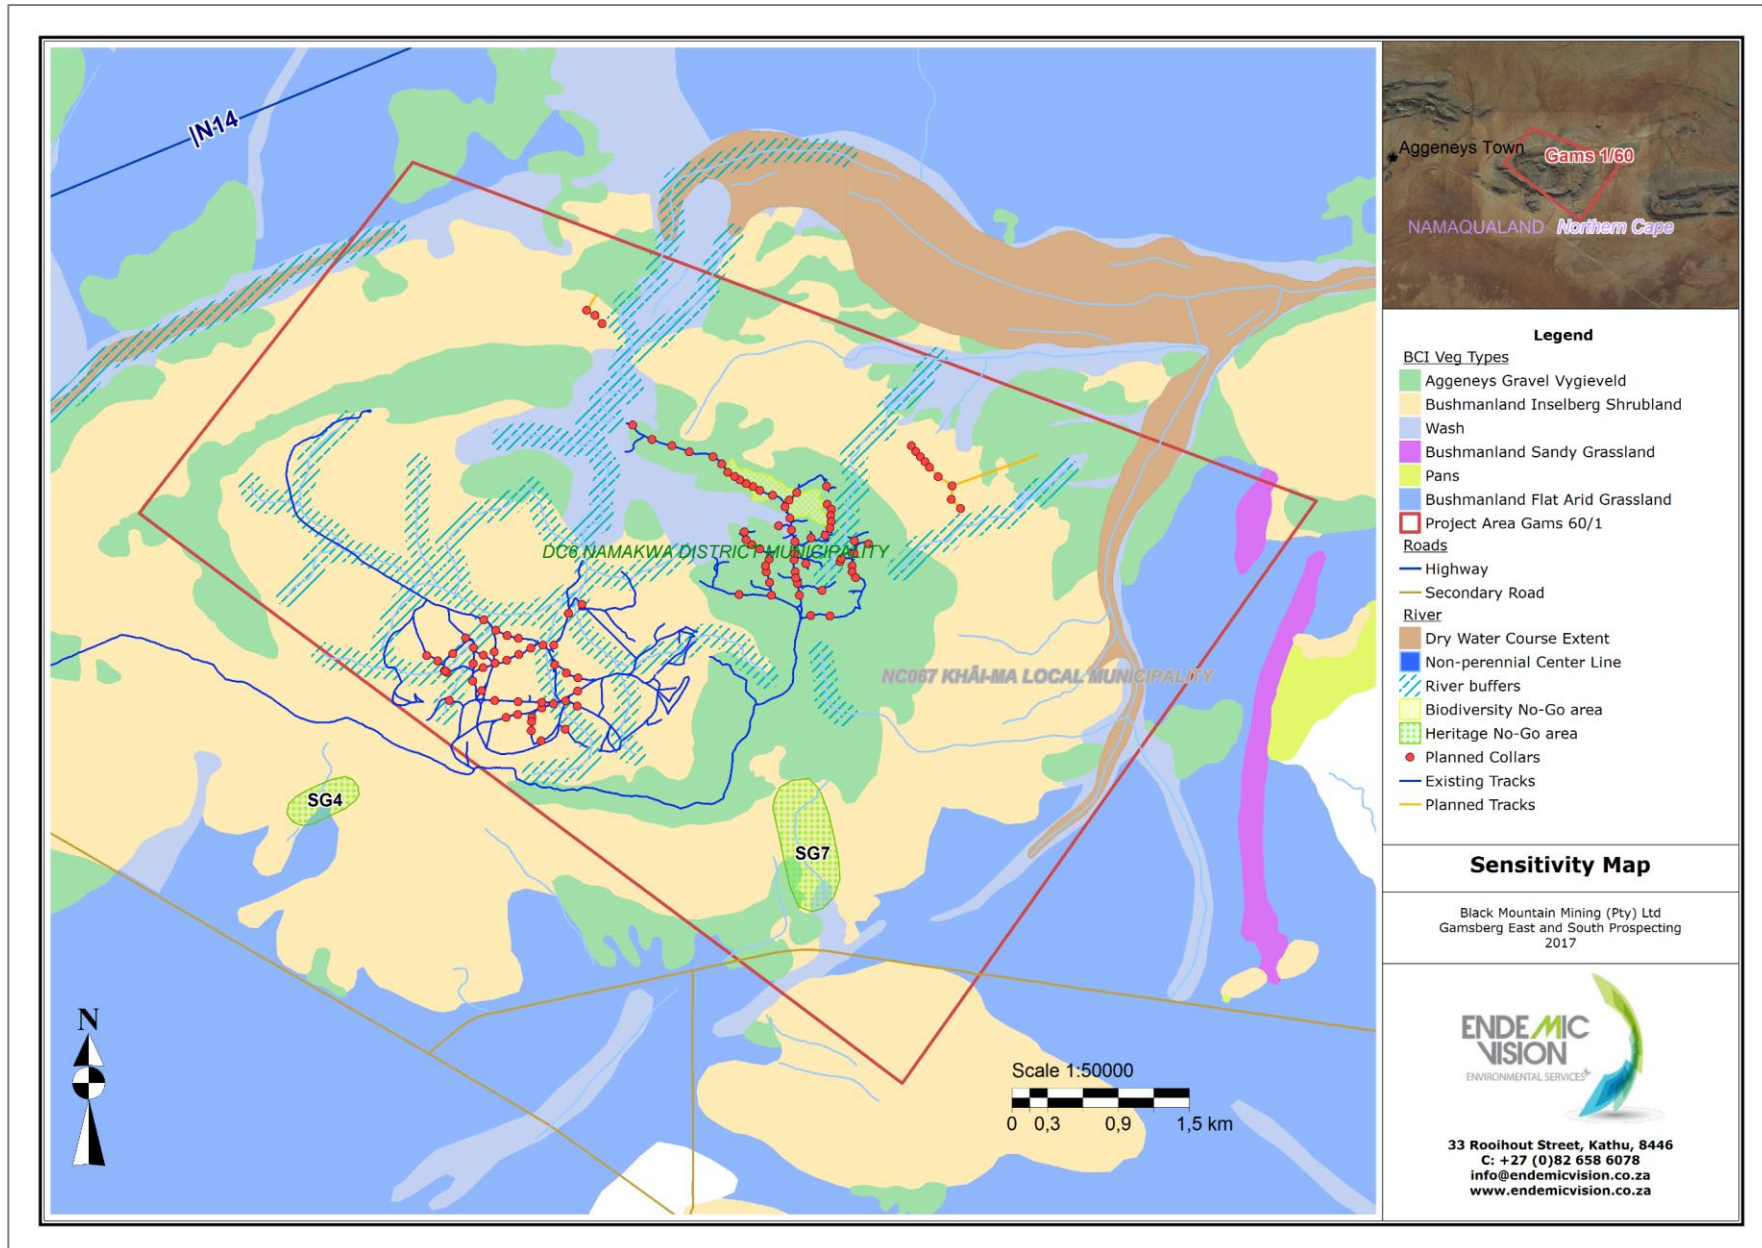 N14
DC6 NAMAKWA DISTRICT MUNICIPALITY
NC067 KHÂI-MA LOCAL MUNICIPALITY
SG4
SG7
N
Scale 1:50000
0 0,3 0,9 1,5 km
Aggeneys Town
Gams 1/60
NAMAQUALAND Northern Cape
Legend
BCI Veg Types
Aggeneys Gravel Vygieveld
Bushmanland Inselberg Shrubland
Wash
Bushmanland Sandy Grassland
Pans
Bushmanland Flat Arid Grassland
Project Area Gams 60/1
Roads
Highway
Secondary Road
River
Dry Water Course Extent
Non-perennial Center Line
River buffers
Biodiversity No-Go area
Heritage No-Go area
Planned Collars
Existing Tracks
Planned Tracks
Sensitivity Map
Black Mountain Mining (Pty) Ltd
Gamsberg East and South Prospecting
2017
ENDEMIC
VISION
ENVIRONMENTAL SERVICES
33 Rooihout Street, Kathu, 8446
C: +27 (0)82 658 6078
info@endemicvision.co.za
www.endemicvision.co.za